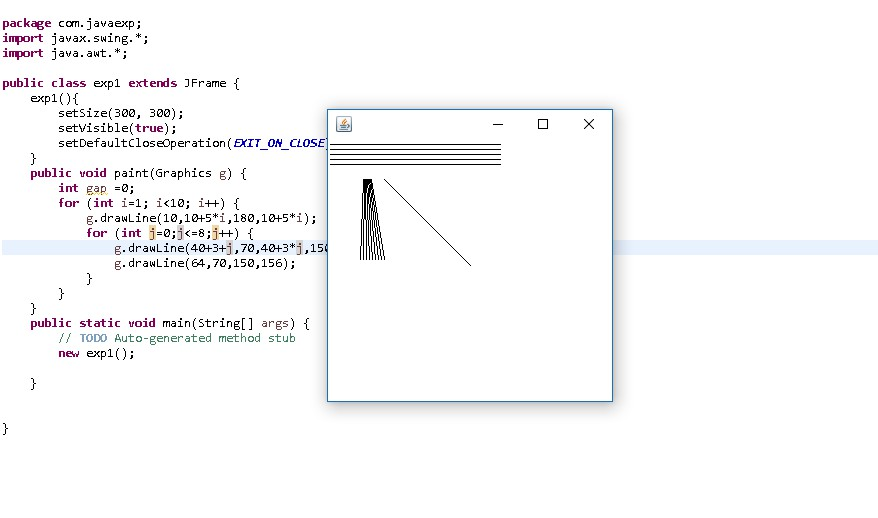 package com.javaexp;
import javax.swing.*;
import java.awt.*;
public class exp1 extends JFrame {
exp1(){
setSize(300, 300);
setVisible(true);
setDefaultCloseOperation(EXIT_ON_CLOSE)
}
public void paint(Graphics g) {
int gap =0;
for (int i=1; i<10; i++) {
g.drawLine(10,10+5*i,180,10+5*i);
for (int j=0;j<=8;j++) {
g.drawLine(40+3+j,70,40+3*j,150
g.drawLine(64,70,150,156);
}
}
}
public static void main(String[] args) {
// TODO Auto-generated method stub
new exp1();
}
}